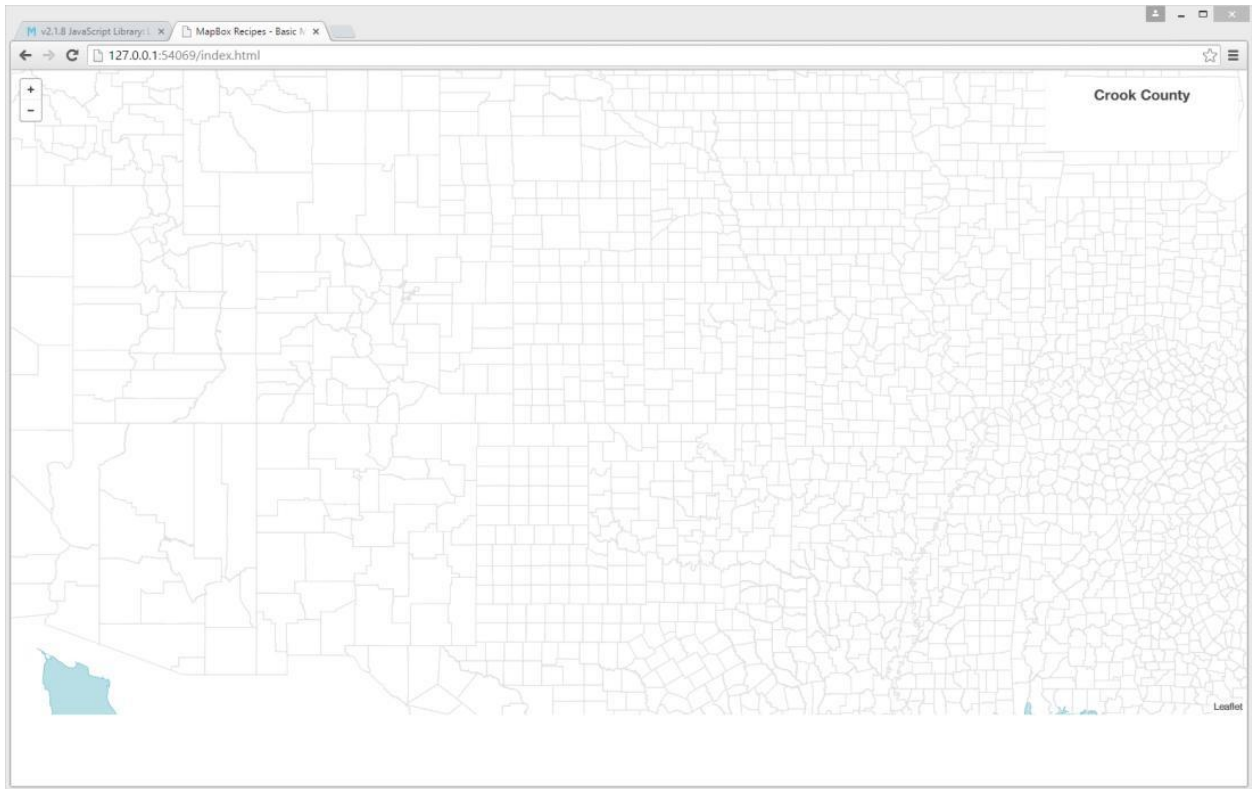 v2.1.8 JavaScript Library: L
MapBox Recipes - Basic M
127.0.0.1:54069/index.html
+
-
Crook County
Leaflet